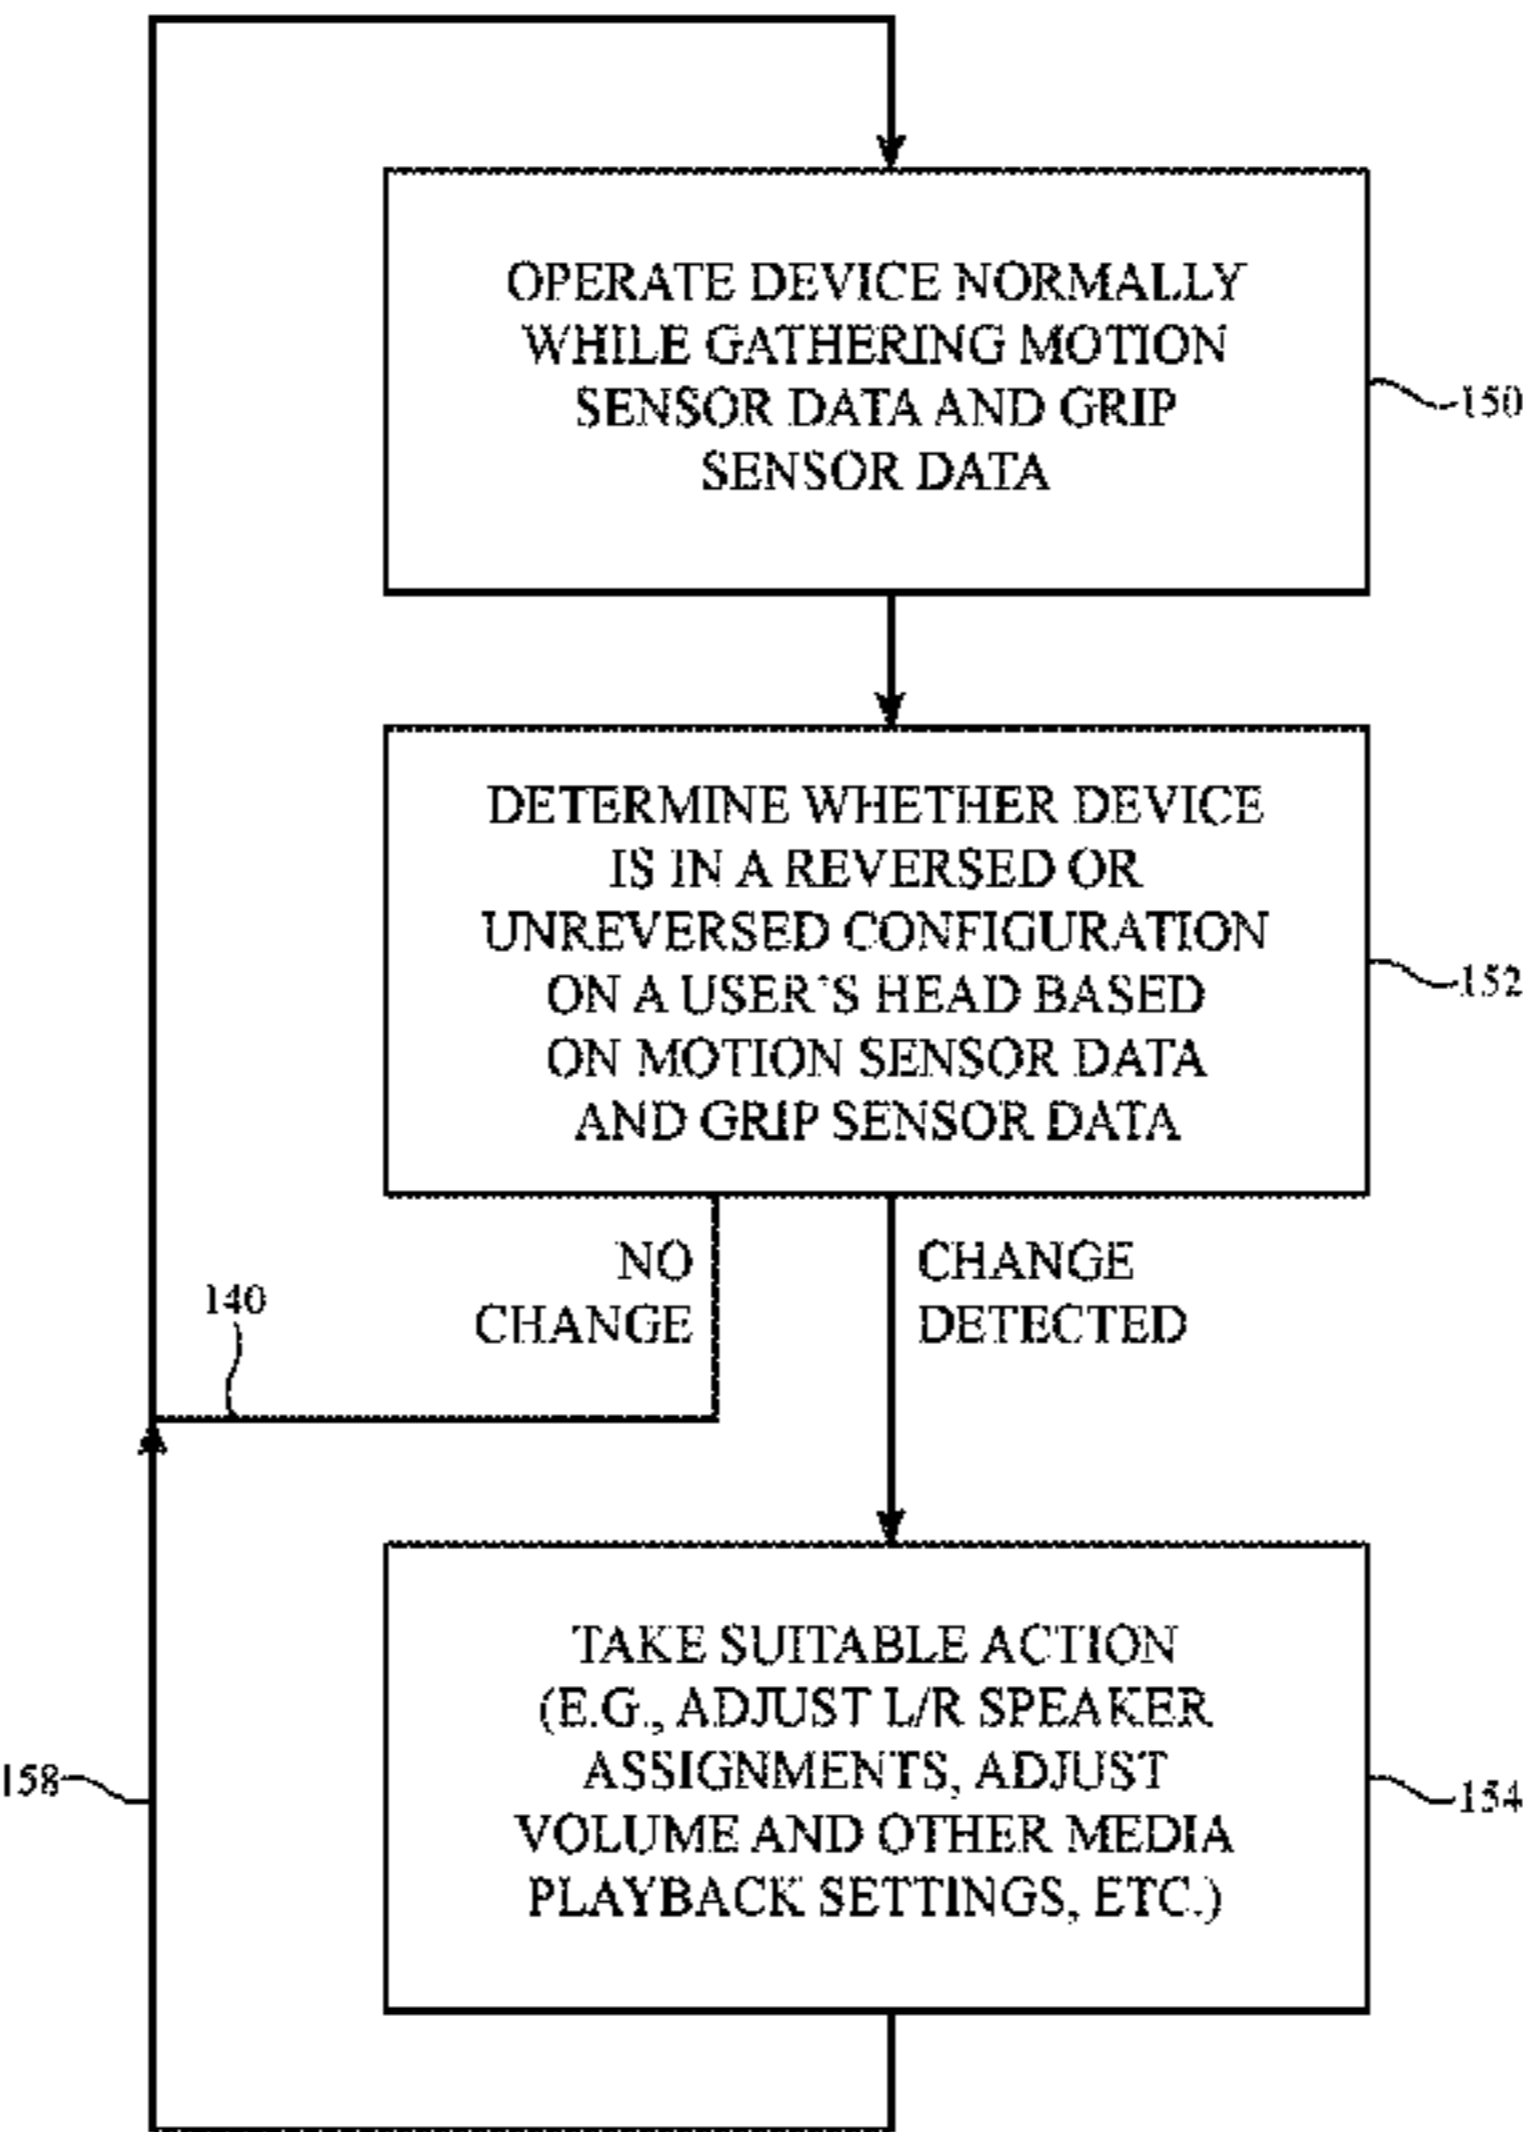 OPERATE DEVICE NORMALLY
WHILE GATHERING MOTION
SENSOR DATA AND GRIP
SENSOR DATA
150
DETERMINE WHETHER DEVICE
IS IN A REVERSED OR
UNREVERSED CONFIGURATION
ON A USER'S HEAD BASED
ON MOTION SENSOR DATA
AND GRIP SENSOR DATA
152
NO
CHANGE
CHANGE
DETECTED
140
TAKE SUITABLE ACTION
(E.G., ADJUST L/R SPEAKER
ASSIGNMENTS, ADJUST
VOLUME AND OTHER MEDIA
PLAYBACK SETTINGS, ETC.)
154
158